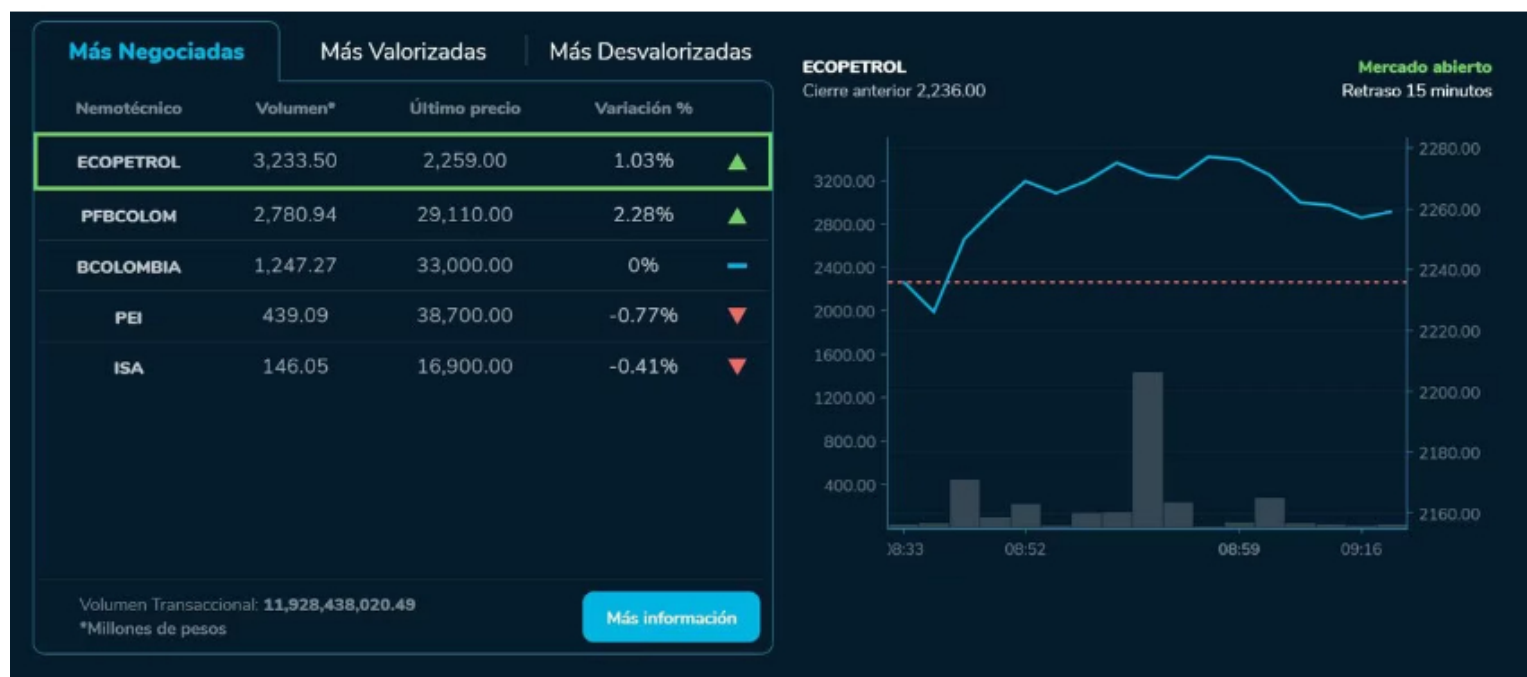 Más Negociadas Más Valorizadas Más Desvalorizadas
Nemotécnico Volumen* Último precio Variación %
ECOPETROL 3,233.50 2,259.00 1.03%
PFBCOLOM 2,780.94 29,110.00 2.28%
BCOLOMBIA 1,247.27 33,000.00 0%
PEI 439.09 38,700.00 -0.77%
ISA 146.05 16,900.00 -0.41%
Volumen Transaccional: 11,928,438,020.49
*Millones de pesos
Más información
ECOPETROL
Cierre anterior 2,236.00
Mercado abierto
Retraso 15 minutos
3200.00
2800.00
2400.00
2000.00
1600.00
1200.00
800.00
400.00
2280.00
2260.00
2240.00
2220.00
2200.00
2180.00
2160.00
08:33 08:52 08:59 09:16